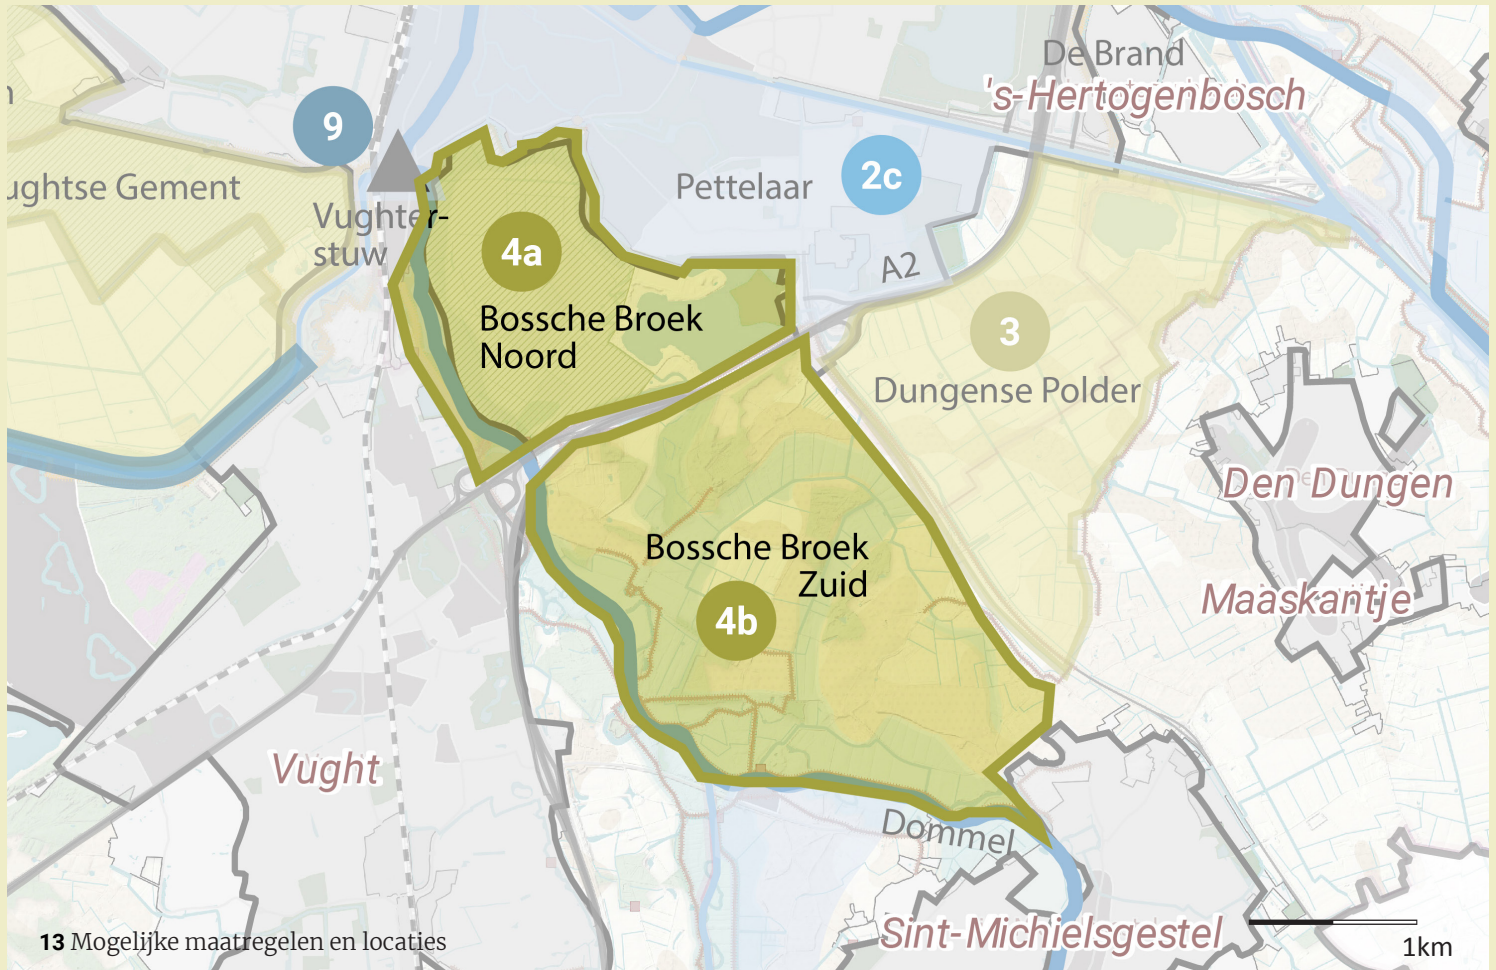 De Brand
's-Hertogenbosch
n
9
2c
ughtse Gement
Pettelaar
Vughter-
stuw
4a
A2
Bossche Broek
Noord
3
Dungense Polder
Den Dungen
Bossche Broek
Zuid
Maaskantje
4b
Vught
Dommel
Sint-Michielsgestel
13 Mogelijke maatregelen en locaties
1km